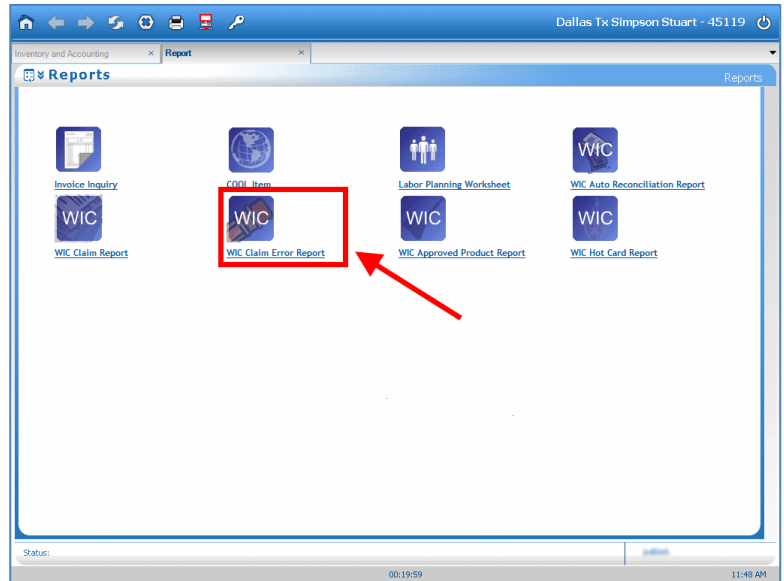 Dallas Tx Simpson Stuart - 45119
Inventory and Accounting
Report
Reports
Reports
WIC
Invoice Inquiry
COOL Item
Labor Planning Worksheet
WIC Auto Reconciliation Report
WIC
WIC
WIC
WIC
WIC Claim Report
WIC Claim Error Report
WIC Approved Product Report
WIC Hot Card Report
Status:
00:19:59
11:48 AM